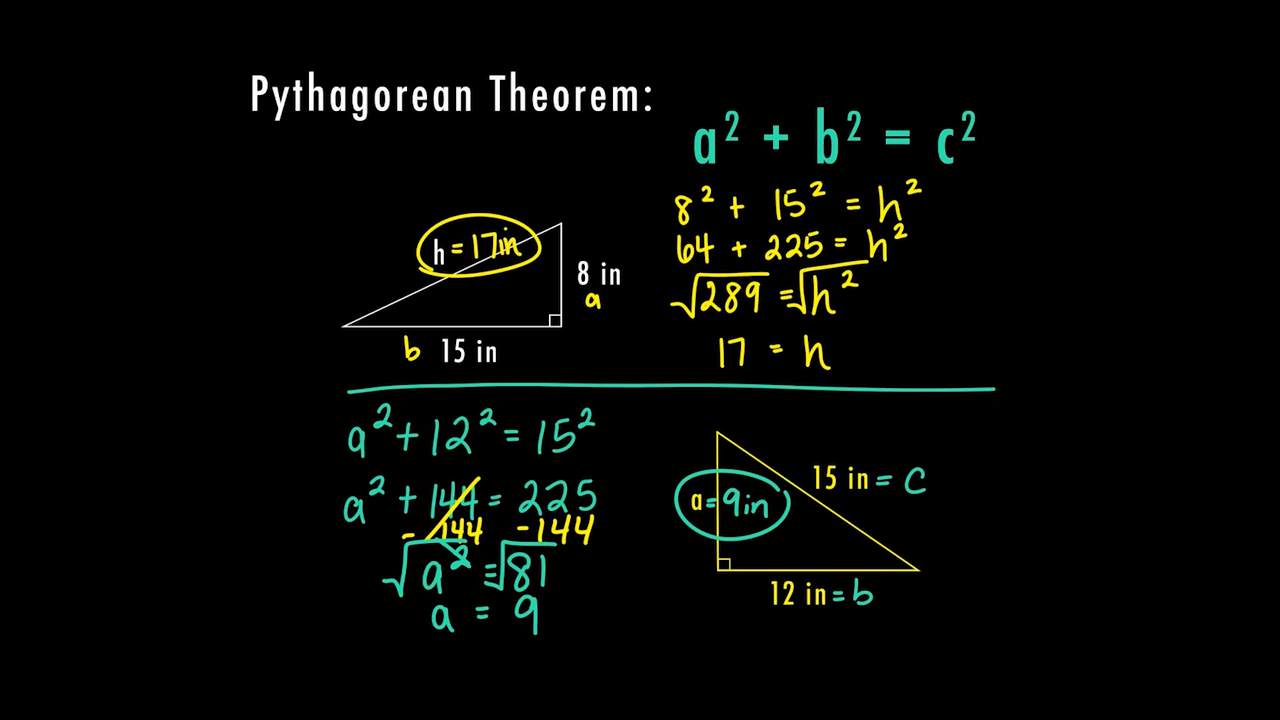 Pythagorean Theorem:
a² + b² = c²
8² + 15² = h²
64 + 225 = h²
√289 = √h²
17 = h
h = 17in
8 in
a
b 15 in
a² + 12² = 15²
a² + 144 = 225
- 144 -144
√a² = √81
a = 9
15 in = c
a = 9in
12 in = b